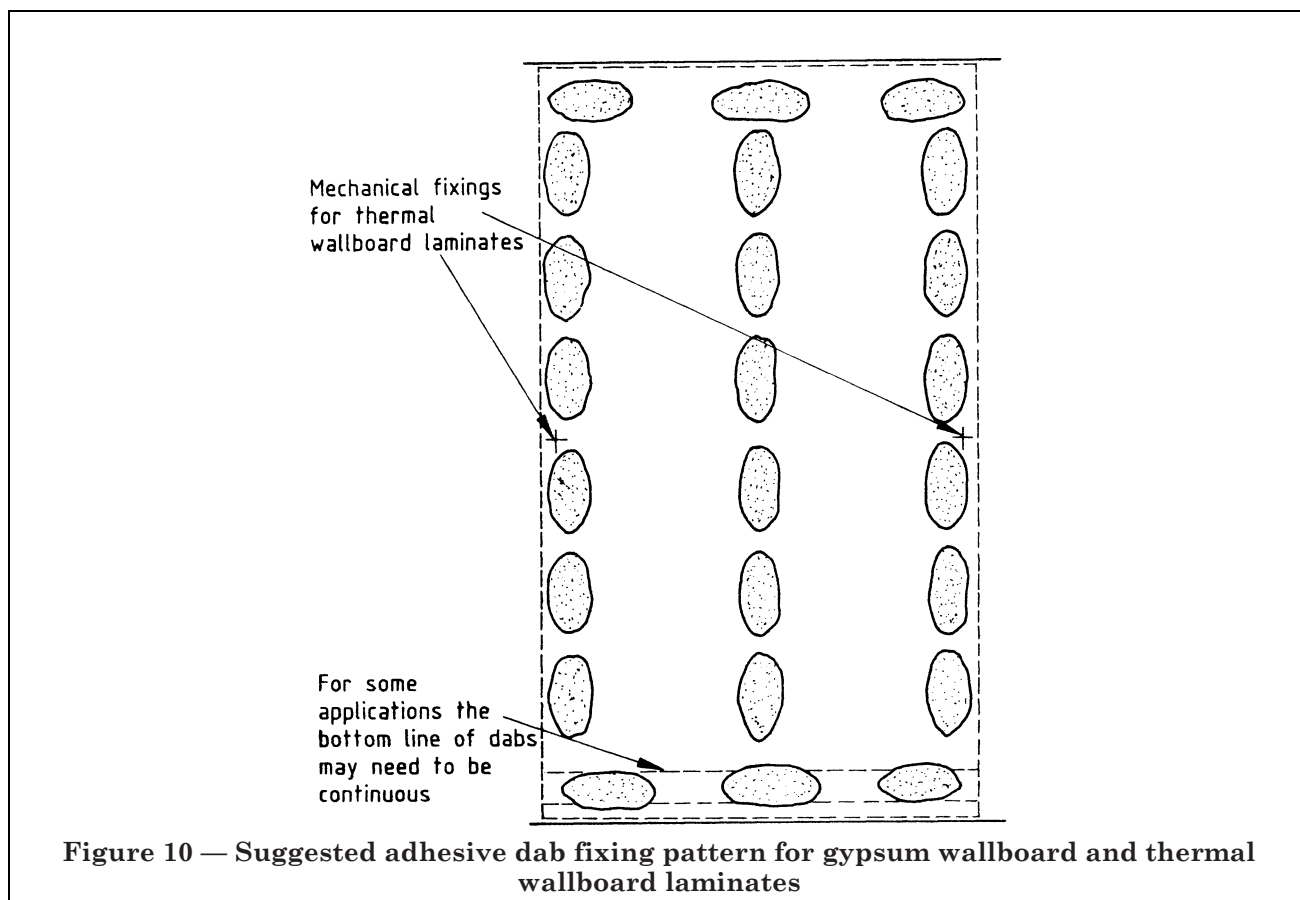 Mechanical fixings
for thermal
wallboard laminates
For some
applications the
bottom line of dabs
may need to be
continuous
Figure 10 — Suggested adhesive dab fixing pattern for gypsum wallboard and thermal
wallboard laminates